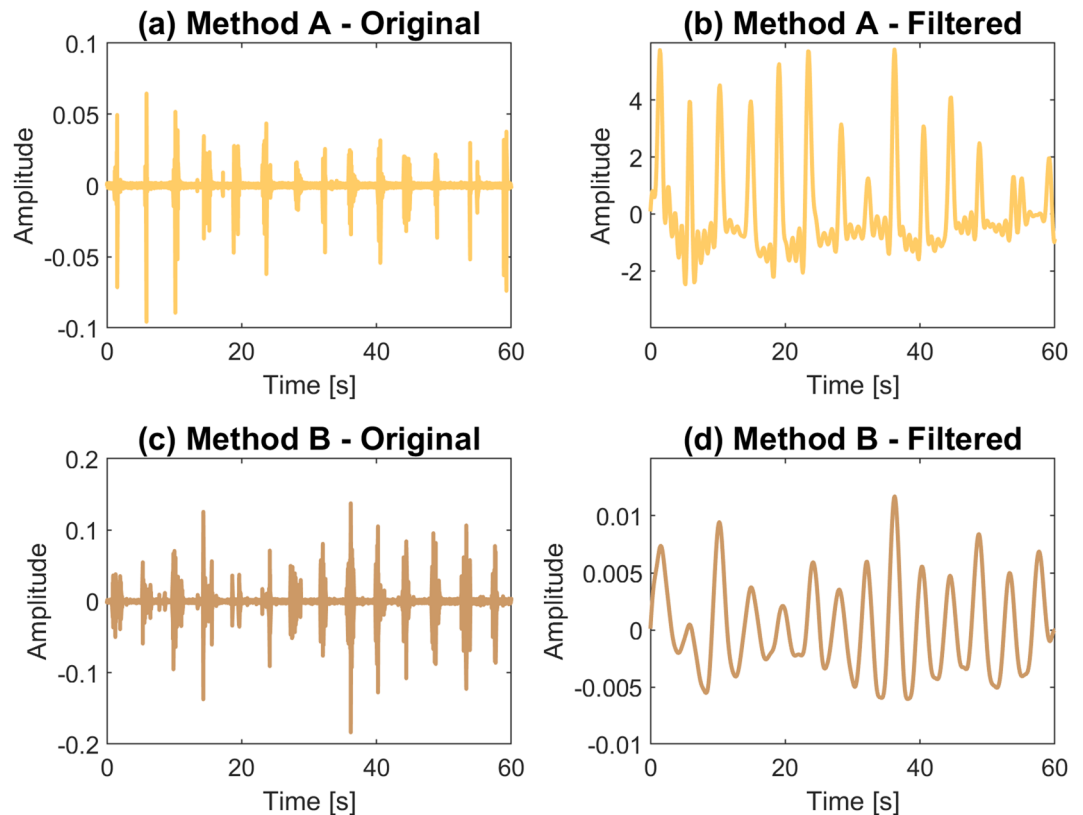 (a) Method A - Original
0.1
0.05
0
-0.05
-0.1
Amplitude
0 20 40 60
Time [s]
(b) Method A - Filtered
4
2
0
-2
Amplitude
0 20 40 60
Time [s]
(c) Method B - Original
0.2
0.1
0
-0.1
-0.2
Amplitude
0 20 40 60
Time [s]
(d) Method B - Filtered
0.01
0.005
0
-0.005
-0.01
Amplitude
0 20 40 60
Time [s]